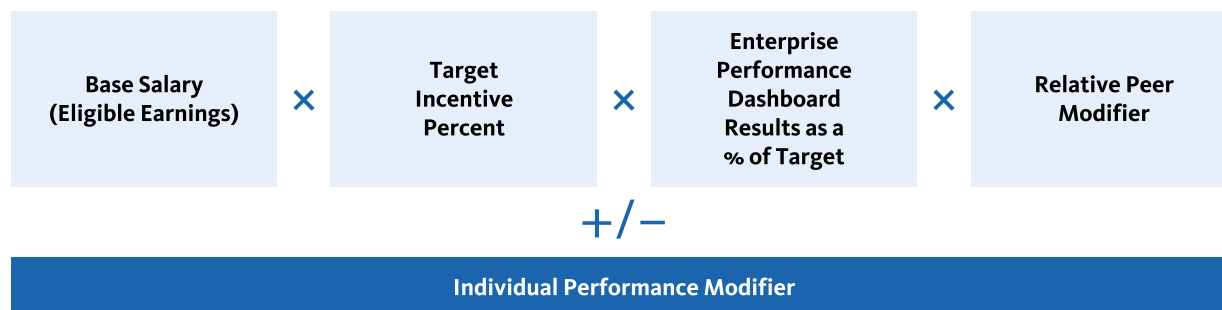 Base Salary
(Eligible Earnings)
×
Target
Incentive
Percent
×
Enterprise
Performance
Dashboard
Results as a
% of Target
×
Relative Peer
Modifier
+/−
Individual Performance Modifier